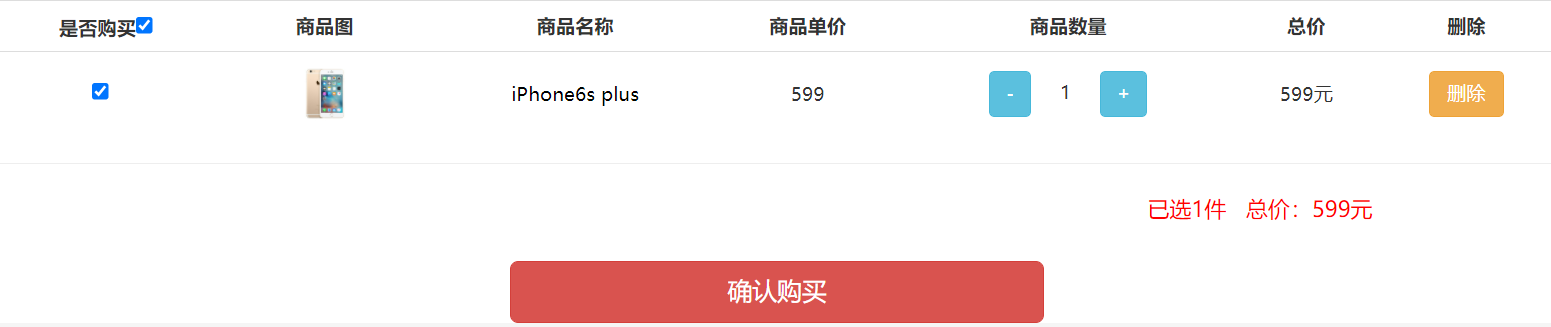 是否购买 商品图 商品名称 商品单价 商品数量 总价 删除
iPhone6s plus 599 - 1 + 599元 删除
已选1件 总价：599元
确认购买